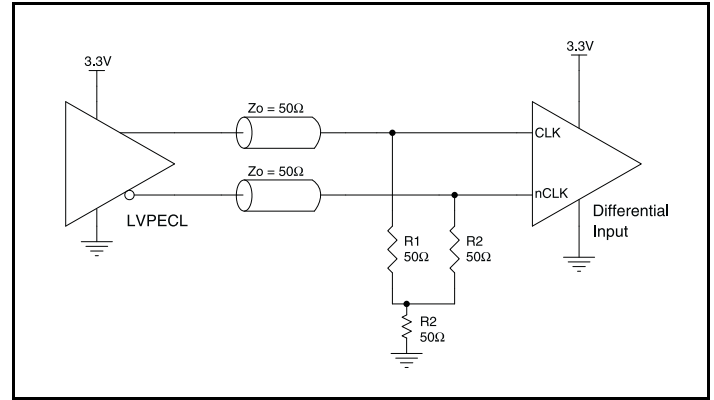 3.3V
3.3V
Zo = 50Ω
CLK
Zo = 50Ω
nCLK
LVPECL
Differential
Input
R1
50Ω
R2
50Ω
R2
50Ω